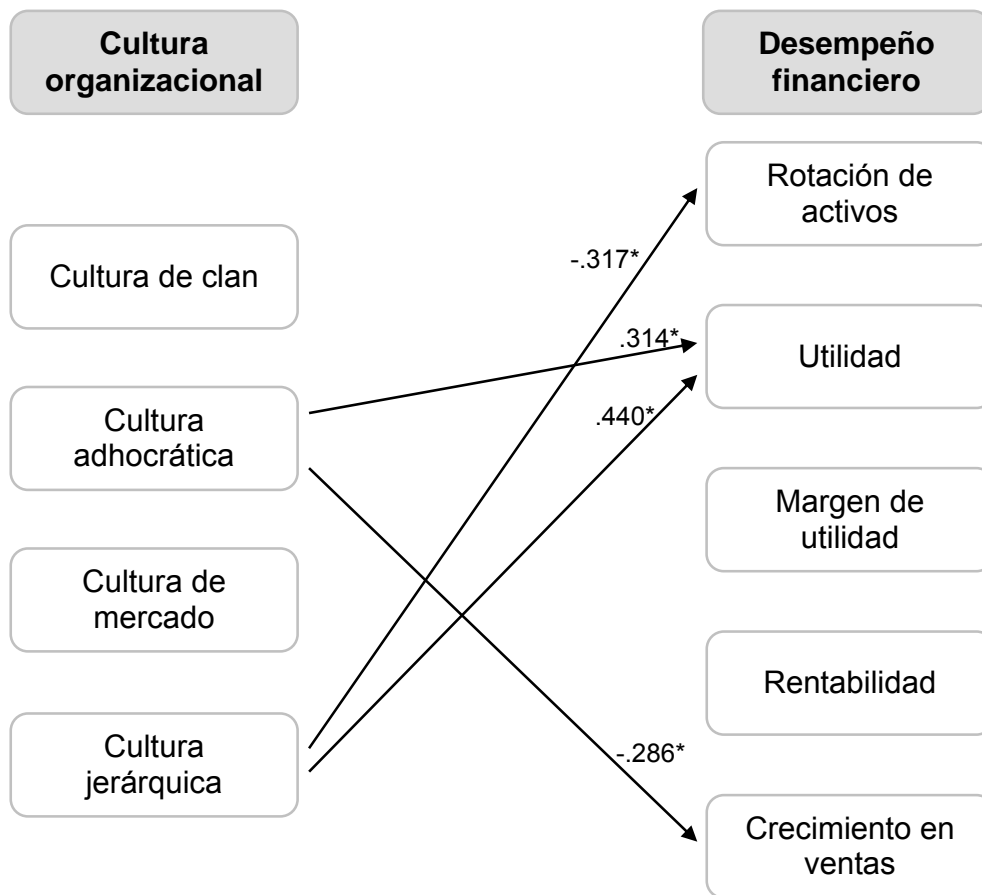 Cultura
organizacional
Desempeño
financiero
Rotación de
activos
Cultura de clan
-.317*
.314*
Utilidad
Cultura
adhocrática
.440*
Margen de
utilidad
Cultura de
mercado
Rentabilidad
Cultura
jerárquica
-.286*
Crecimiento en
ventas